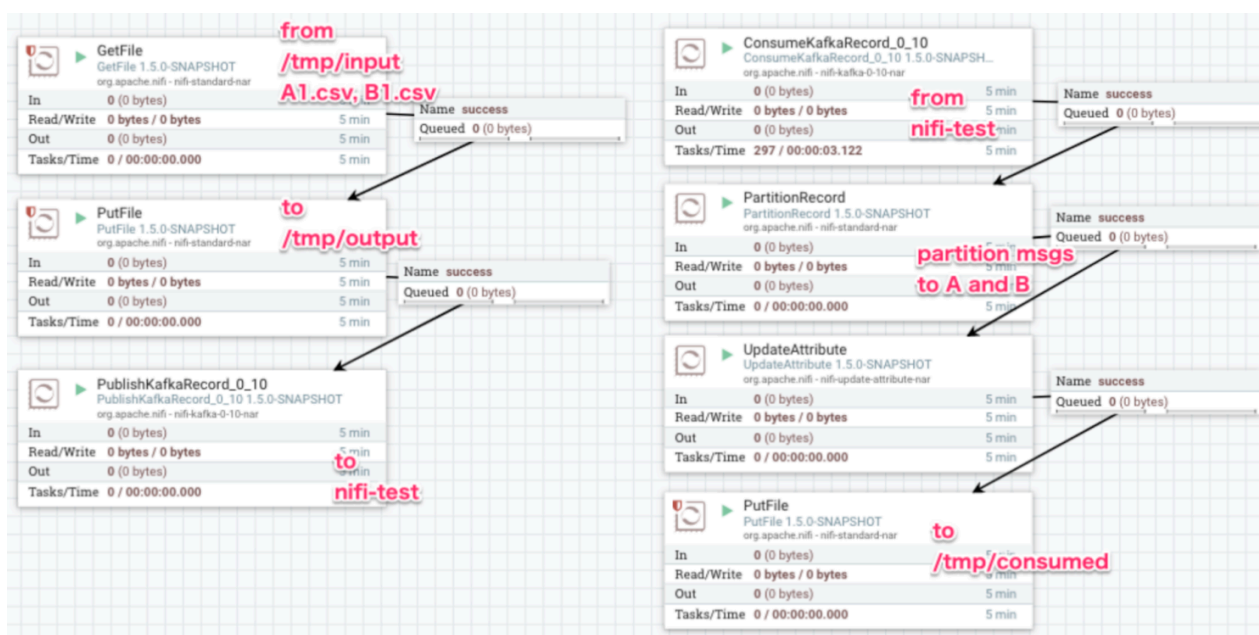 GetFile
GetFile 1.5.0-SNAPSHOT
org.apache.nifi - nifi-standard-nar
In 0 (0 bytes)
Read/Write 0 bytes / 0 bytes 5 min
Out 0 (0 bytes) 5 min
Tasks/Time 0 / 00:00:00.000 5 min
from
/tmp/input
A1.csv, B1.csv
Name success
Queued 0 (0 bytes)
PutFile
PutFile 1.5.0-SNAPSHOT
org.apache.nifi - nifi-standard-nar
In 0 (0 bytes) 5 min
Read/Write 0 bytes / 0 bytes 5 min
Out 0 (0 bytes) 5 min
Tasks/Time 0 / 00:00:00.000 5 min
to
/tmp/output
Name success
Queued 0 (0 bytes)
PublishKafkaRecord_0_10
PublishKafkaRecord_0_10 1.5.0-SNAPSHOT
org.apache.nifi - nifi-kafka-0-10-nar
In 0 (0 bytes) 5 min
Read/Write 0 bytes / 0 bytes 5 min
Out 0 (0 bytes) 5 min
Tasks/Time 0 / 00:00:00.000
to
nifi-test
ConsumeKafkaRecord_0_10
ConsumeKafkaRecord_0_10 1.5.0-SNAPSH...
org.apache.nifi - nifi-kafka-0-10-nar
In 0 (0 bytes) 5 min
Read/Write 0 bytes / 0 bytes 5 min
Out 0 (0 bytes) min
Tasks/Time 297 / 00:00:03.122 5 min
from
nifi-test
Name success
Queued 0 (0 bytes)
PartitionRecord
PartitionRecord 1.5.0-SNAPSHOT
org.apache.nifi - nifi-standard-nar
In 0 (0 bytes)
Read/Write 0 bytes / 0 bytes 5 min
Out 0 (0 bytes)
Tasks/Time 0 / 00:00:00.000 5 min
partition msgs
to A and B
Name success
Queued 0 (0 bytes)
UpdateAttribute
UpdateAttribute 1.5.0-SNAPSHOT
org.apache.nifi - nifi-update-attribute-nar
In 0 (0 bytes) 5 min
Read/Write 0 bytes / 0 bytes 5 min
Out 0 (0 bytes) 5 min
Tasks/Time 0 / 00:00:00.000 5 min
Name success
Queued 0 (0 bytes)
PutFile
PutFile 1.5.0-SNAPSHOT
org.apache.nifi - nifi-standard-nar
In 0 (0 bytes)
Read/Write 0 bytes / 0 bytes 5 min
Out 0 (0 bytes) 5 min
Tasks/Time 0 / 00:00:00.000 5 min
to
/tmp/consumed